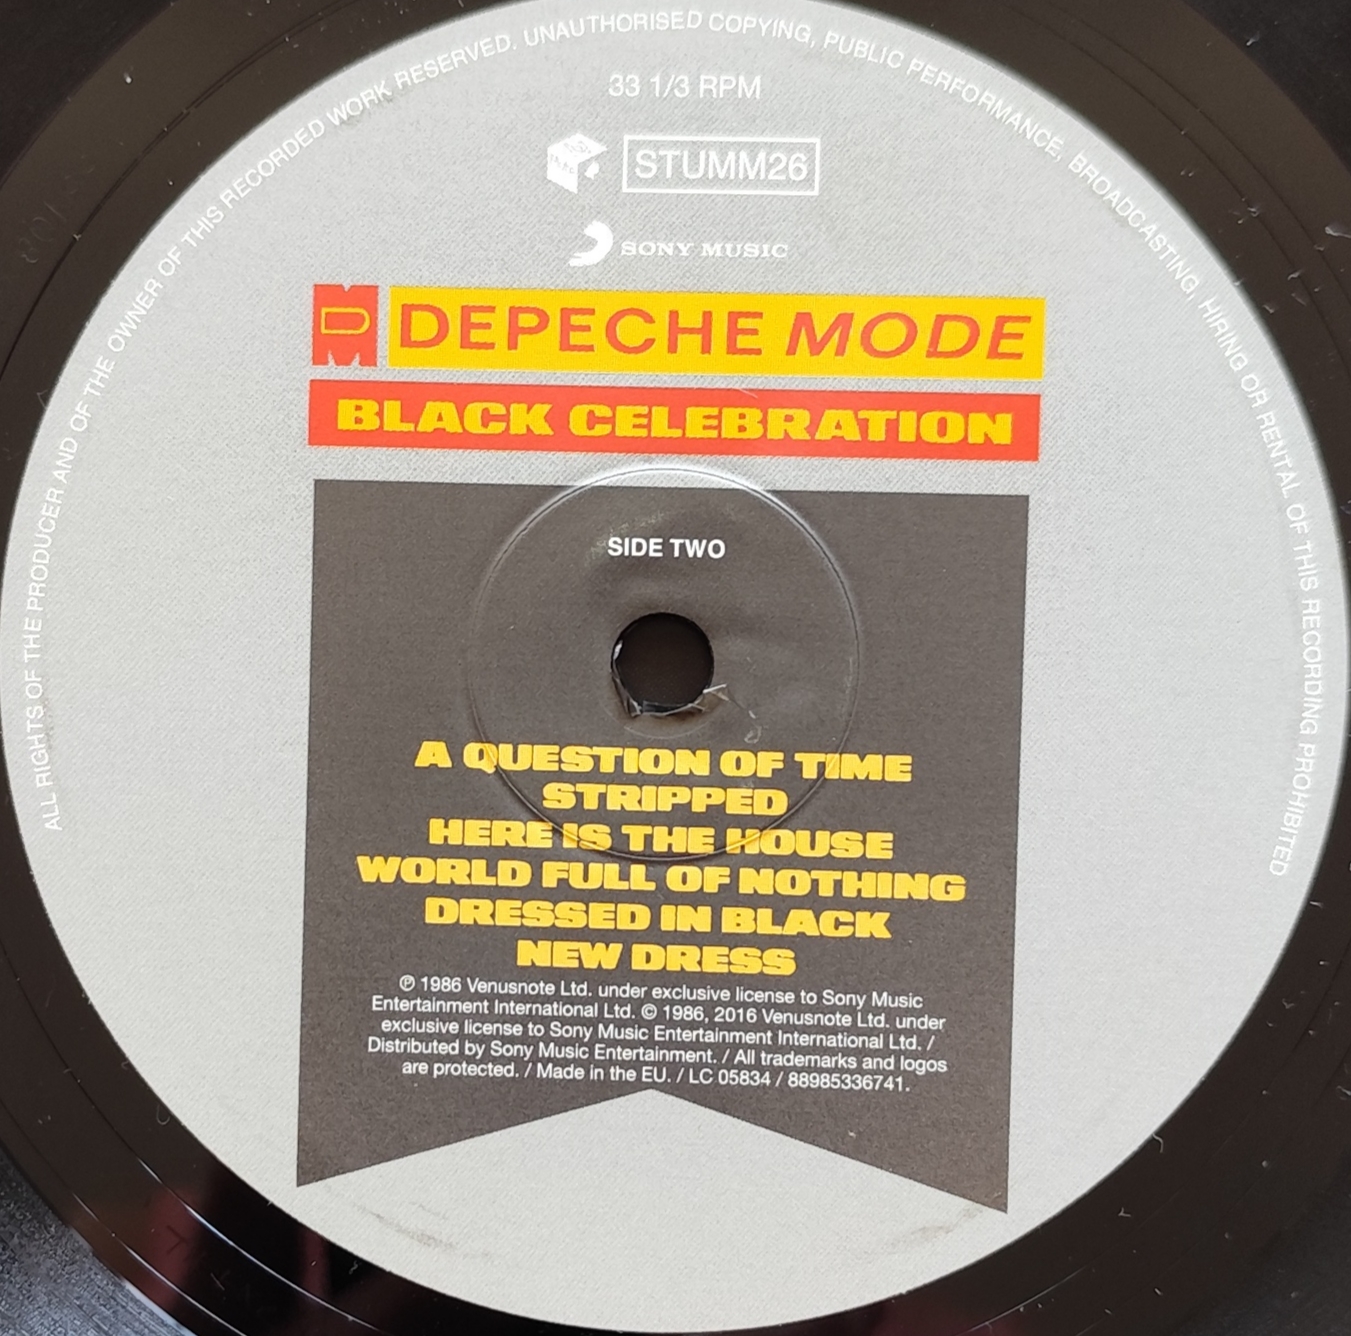 ALL RIGHTS OF THE PRODUCER AND OF THE OWNER OF THIS RECORDED WORK RESERVED. UNAUTHORISED COPYING, PUBLIC PERFORMANCE, BROADCASTING, HIRING OR RENTAL OF THIS RECORDING PROHIBITED
33 1/3 RPM
STUMM26
SONY MUSIC
DM DEPECHE MODE
BLACK CELEBRATION
SIDE TWO
A QUESTION OF TIME
STRIPPED
HERE IS THE HOUSE
WORLD FULL OF NOTHING
DRESSED IN BLACK
NEW DRESS
℗ 1986 Venusnote Ltd. under exclusive license to Sony Music
Entertainment International Ltd. © 1986, 2016 Venusnote Ltd. under
exclusive license to Sony Music Entertainment International Ltd. /
Distributed by Sony Music Entertainment. / All trademarks and logos
are protected. / Made in the EU. / LC 05834 / 88985336741.